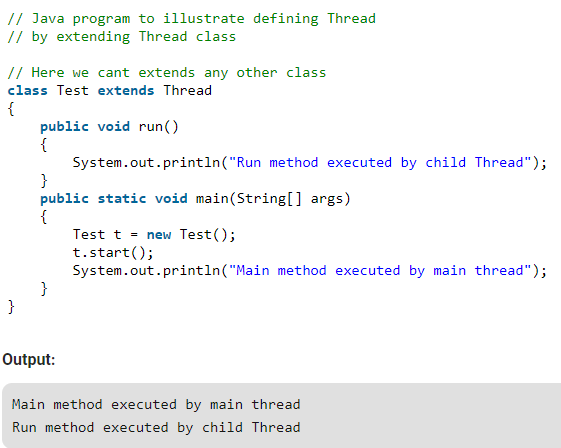 // Java program to illustrate defining Thread
// by extending Thread class
// Here we cant extends any other class
class Test extends Thread
{
public void run()
{
System.out.println("Run method executed by child Thread");
}
public static void main(String[] args)
{
Test t = new Test();
t.start();
System.out.println("Main method executed by main thread");
}
}
Output:
Main method executed by main thread
Run method executed by child Thread